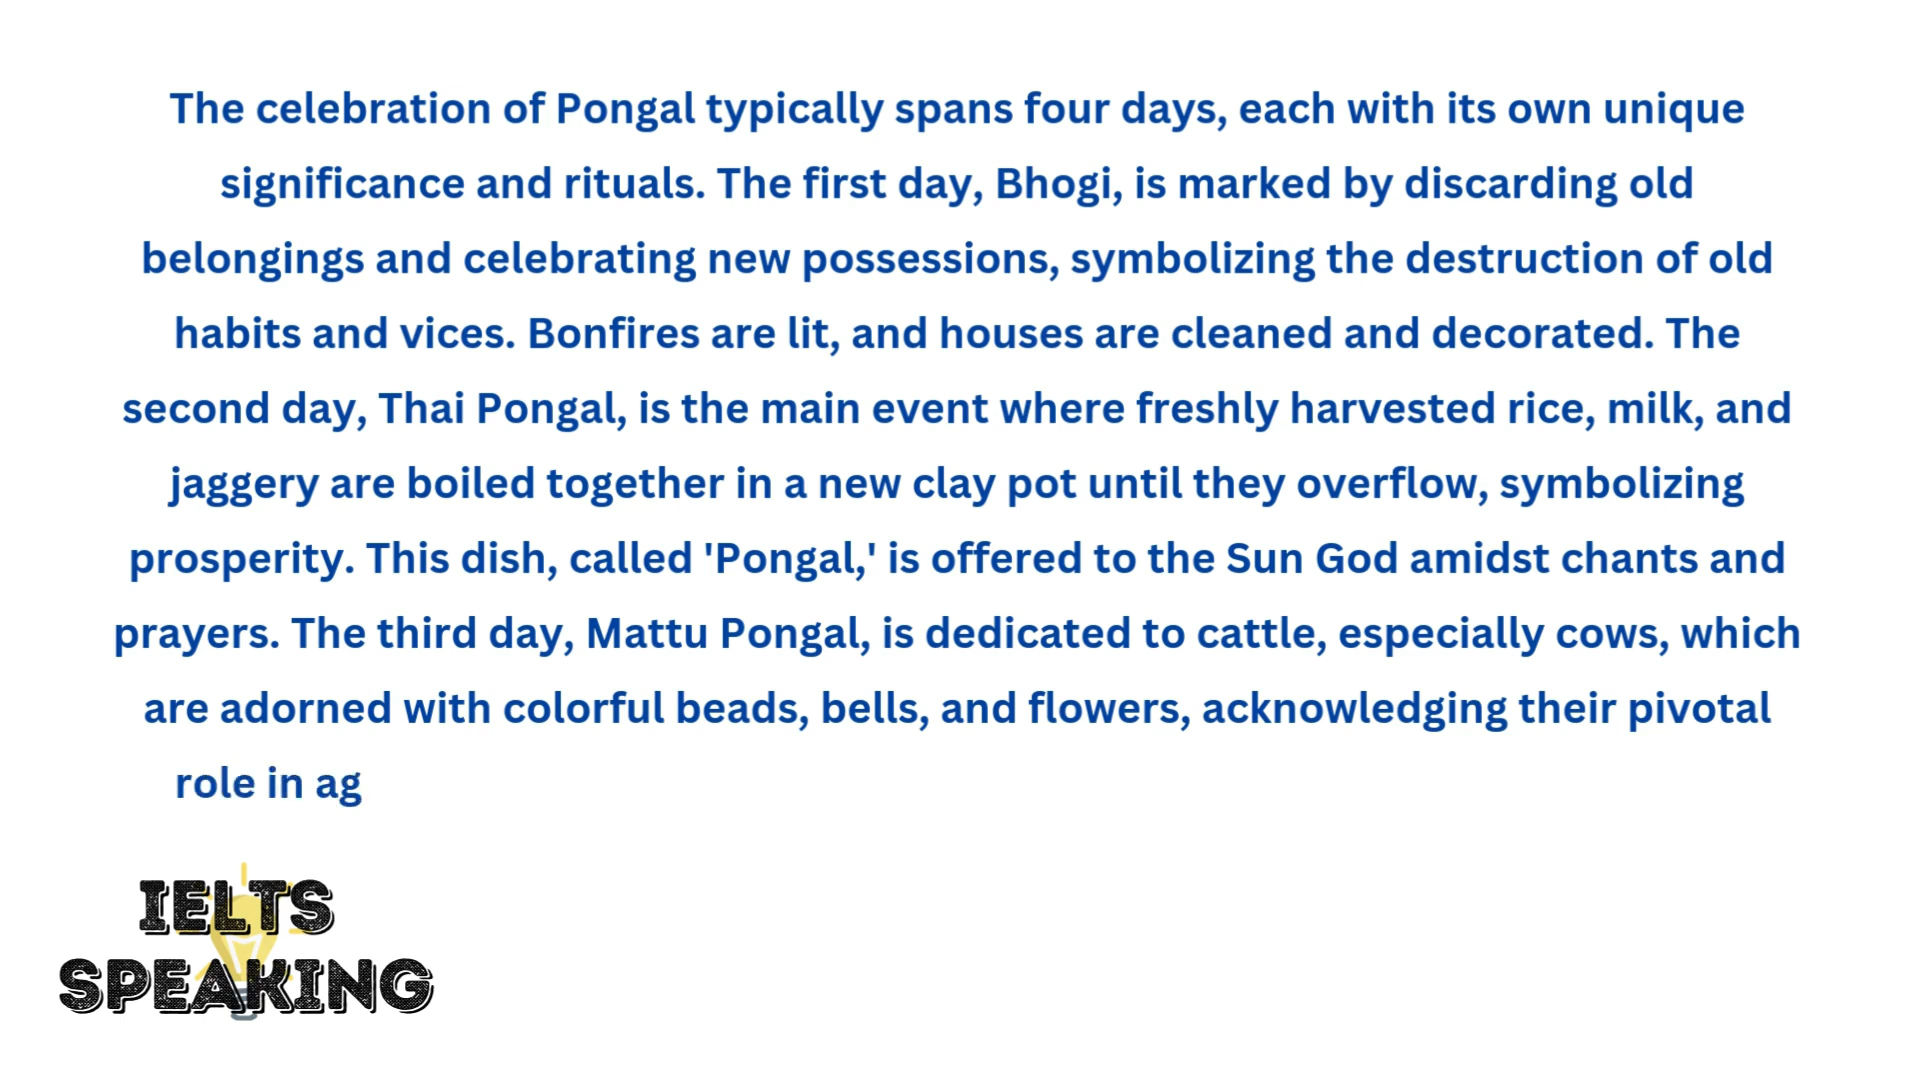 The celebration of Pongal typically spans four days, each with its own unique
significance and rituals. The first day, Bhogi, is marked by discarding old
belongings and celebrating new possessions, symbolizing the destruction of old
habits and vices. Bonfires are lit, and houses are cleaned and decorated. The
second day, Thai Pongal, is the main event where freshly harvested rice, milk, and
jaggery are boiled together in a new clay pot until they overflow, symbolizing
prosperity. This dish, called 'Pongal,' is offered to the Sun God amidst chants and
prayers. The third day, Mattu Pongal, is dedicated to cattle, especially cows, which
are adorned with colorful beads, bells, and flowers, acknowledging their pivotal
role in ag
IELTS
SPEAKING